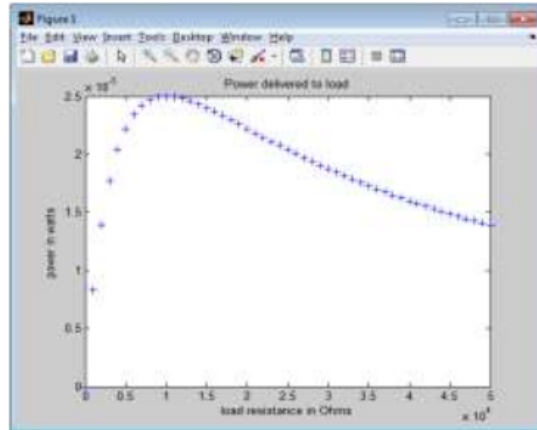 Figure 1
File Edit View Insert Tools Desktop Window Help
Power delivered to load
× 10⁻⁵
2.5
2
1.5
1
0.5
0
power in watts
0 0.5 1 1.5 2 2.5 3 3.5 4 4.5 5
load resistance in Ohms
× 10⁴